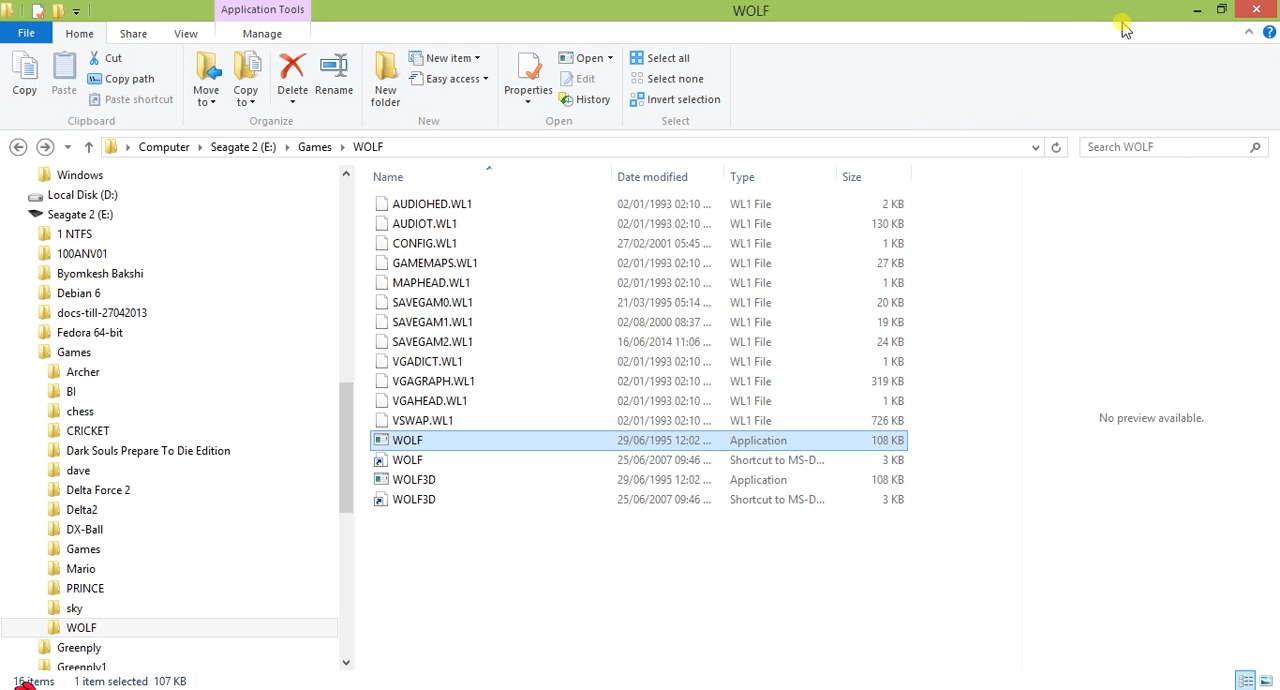 Application Tools
WOLF
File Home Share View Manage
Copy
Paste
Cut
Copy path
Paste shortcut
Clipboard
Move to
Copy to
Delete
Rename
Organize
New folder
New item
Easy access
New
Properties
Open
Edit
History
Open
Select all
Select none
Invert selection
Select
Computer Seagate 2 (E:) Games WOLF
Search WOLF
Windows
Local Disk (D:)
Seagate 2 (E:)
1 NTFS
100ANV01
Byomkesh Bakshi
Debian 6
docs-till-27042013
Fedora 64-bit
Games
Archer
BI
chess
CRICKET
Dark Souls Prepare To Die Edition
dave
Delta Force 2
Delta2
DX-Ball
Games
Mario
PRINCE
sky
WOLF
Greenply
Greenply1
Name Date modified Type Size
AUDIOHED.WL1 02/01/1993 02:10 ... WL1 File 2 KB
AUDIOT.WL1 02/01/1993 02:10 ... WL1 File 130 KB
CONFIG.WL1 27/02/2001 05:45 ... WL1 File 1 KB
GAMEMAPS.WL1 02/01/1993 02:10 ... WL1 File 27 KB
MAPHEAD.WL1 02/01/1993 02:10 ... WL1 File 1 KB
SAVEGAM0.WL1 21/03/1995 05:14 ... WL1 File 20 KB
SAVEGAM1.WL1 02/08/2000 08:37 ... WL1 File 19 KB
SAVEGAM2.WL1 16/06/2014 11:06 ... WL1 File 24 KB
VGADICT.WL1 02/01/1993 02:10 ... WL1 File 1 KB
VGAGRAPH.WL1 02/01/1993 02:10 ... WL1 File 319 KB
VGAHEAD.WL1 02/01/1993 02:10 ... WL1 File 1 KB
VSWAP.WL1 02/01/1993 02:10 ... WL1 File 726 KB
WOLF 29/06/1995 12:02 ... Application 108 KB
WOLF 25/06/2007 09:46 ... Shortcut to MS-D... 3 KB
WOLF3D 29/06/1995 12:02 ... Application 108 KB
WOLF3D 25/06/2007 09:46 ... Shortcut to MS-D... 3 KB
No preview available.
16 items 1 item selected 107 KB